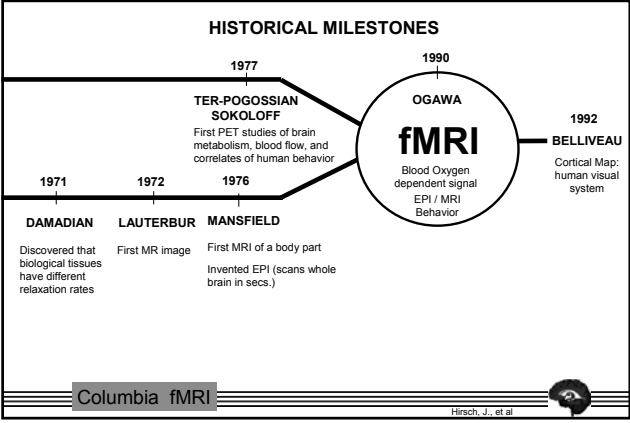 HISTORICAL MILESTONES
1977
TER-POGOSSIAN
SOKOLOFF
First PET studies of brain
metabolism, blood flow, and
correlates of human behavior
1990
OGAWA
fMRI
Blood Oxygen
dependent signal
EPI / MRI
Behavior
1992
BELLIVEAU
Cortical Map:
human visual
system
1971
DAMADIAN
Discovered that
biological tissues
have different
relaxation rates
1972
LAUTERBUR
First MR image
1976
MANSFIELD
First MRI of a body part
Invented EPI (scans whole
brain in secs.)
Columbia fMRI
Hirsch, J., et al